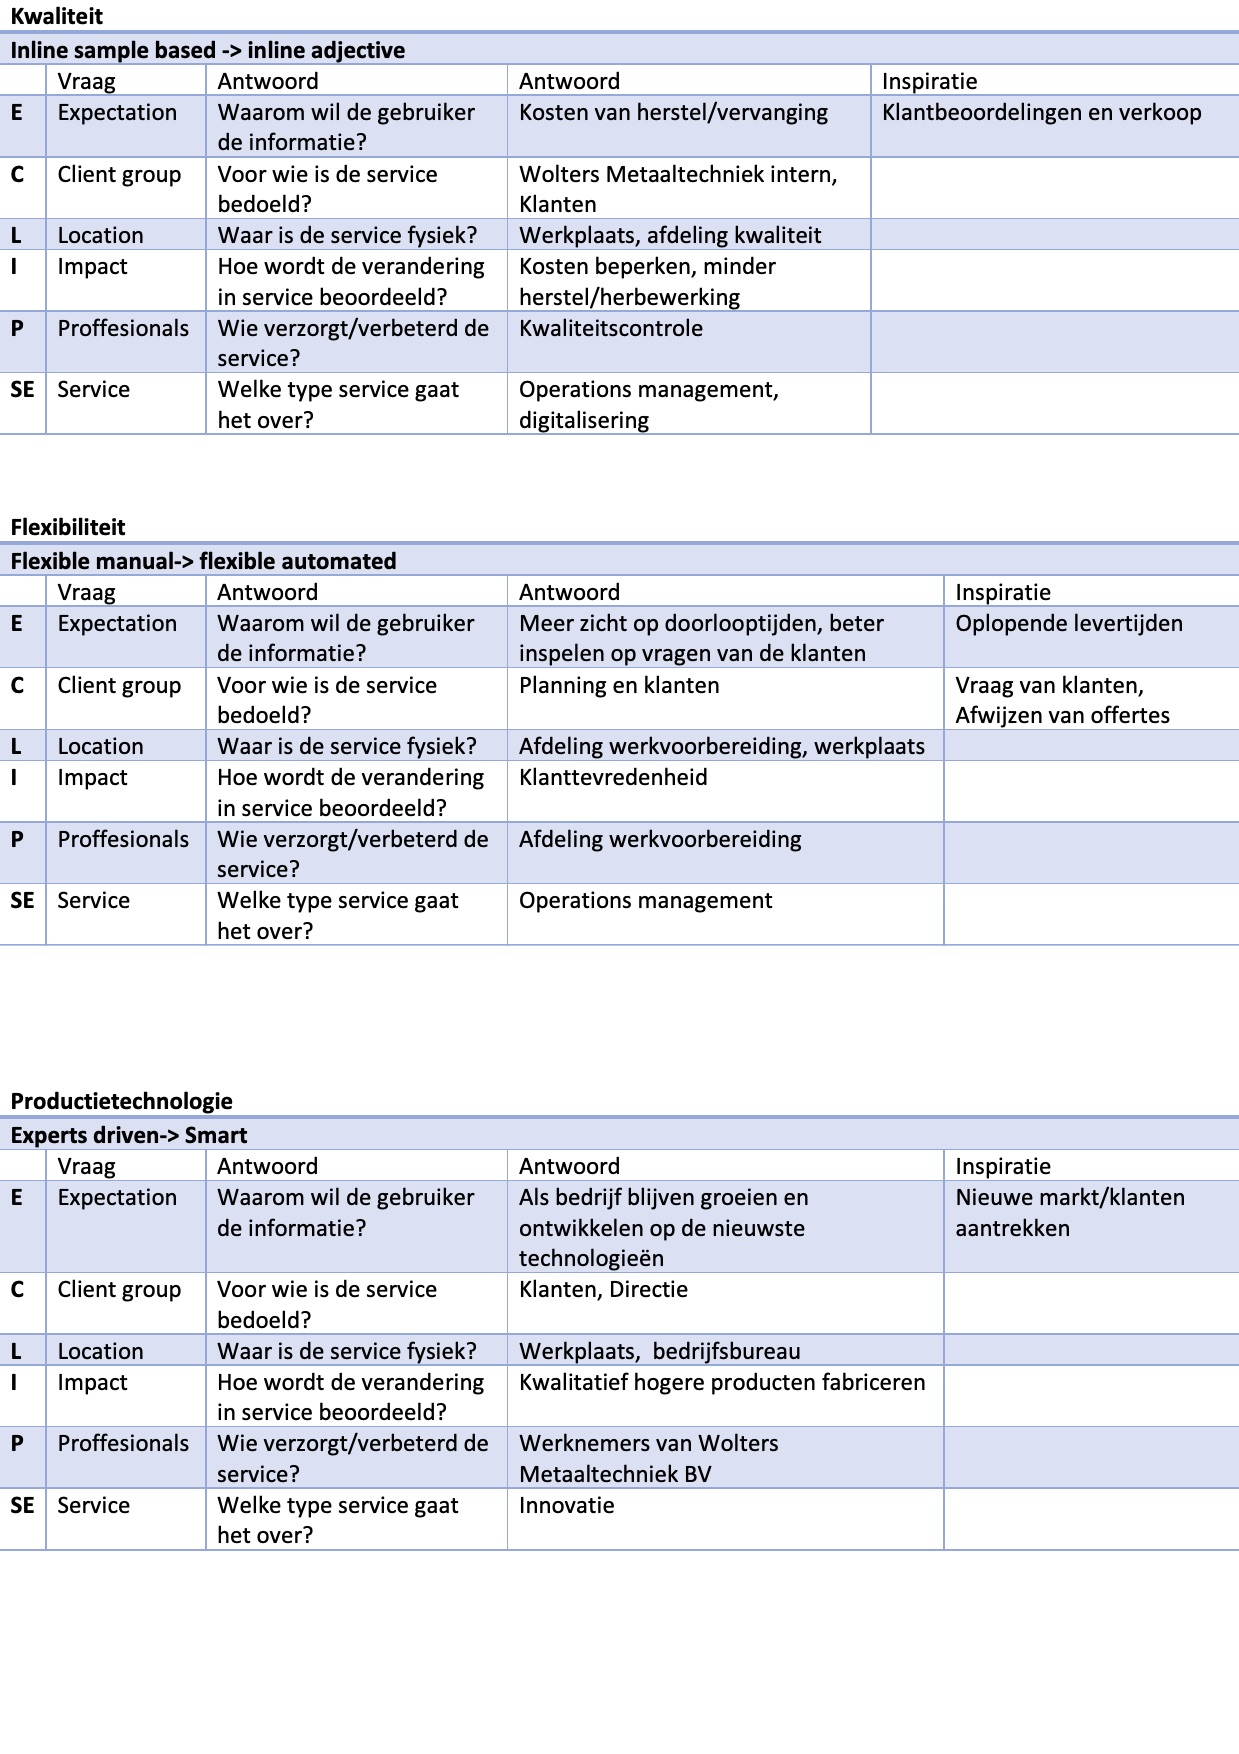 Kwaliteit
Inline sample based -> inline adjective
Vraag Antwoord Antwoord Inspiratie
E Expectation Waarom wil de gebruiker Kosten van herstel/vervanging Klantbeoordelingen en verkoop
de informatie?
C Client group Voor wie is de service Wolters Metaaltechniek intern,
bedoeld? Klanten
L Location Waar is de service fysiek? Werkplaats, afdeling kwaliteit
I Impact Hoe wordt de verandering Kosten beperken, minder
in service beoordeeld? herstel/herbewerking
P Proffesionals Wie verzorgt/verbeterd de Kwaliteitscontrole
service?
SE Service Welke type service gaat Operations management,
het over? digitalisering
Flexibiliteit
Flexible manual-> flexible automated
Vraag Antwoord Antwoord Inspiratie
E Expectation Waarom wil de gebruiker Meer zicht op doorlooptijden, beter Oplopende levertijden
de informatie? inspelen op vragen van de klanten
C Client group Voor wie is de service Planning en klanten Vraag van klanten,
bedoeld? Afwijzen van offertes
L Location Waar is de service fysiek? Afdeling werkvoorbereiding, werkplaats
I Impact Hoe wordt de verandering Klanttevredenheid
in service beoordeeld?
P Proffesionals Wie verzorgt/verbeterd de Afdeling werkvoorbereiding
service?
SE Service Welke type service gaat Operations management
het over?
Productietechnologie
Experts driven-> Smart
Vraag Antwoord Antwoord Inspiratie
E Expectation Waarom wil de gebruiker Als bedrijf blijven groeien en Nieuwe markt/klanten
de informatie? ontwikkelen op de nieuwste aantrekken
technologieën
C Client group Voor wie is de service Klanten, Directie
bedoeld?
L Location Waar is de service fysiek? Werkplaats,  bedrijfsbureau
I Impact Hoe wordt de verandering Kwalitatief hogere producten fabriceren
in service beoordeeld?
P Proffesionals Wie verzorgt/verbeterd de Werknemers van Wolters
service? Metaaltechniek BV
SE Service Welke type service gaat Innovatie
het over?